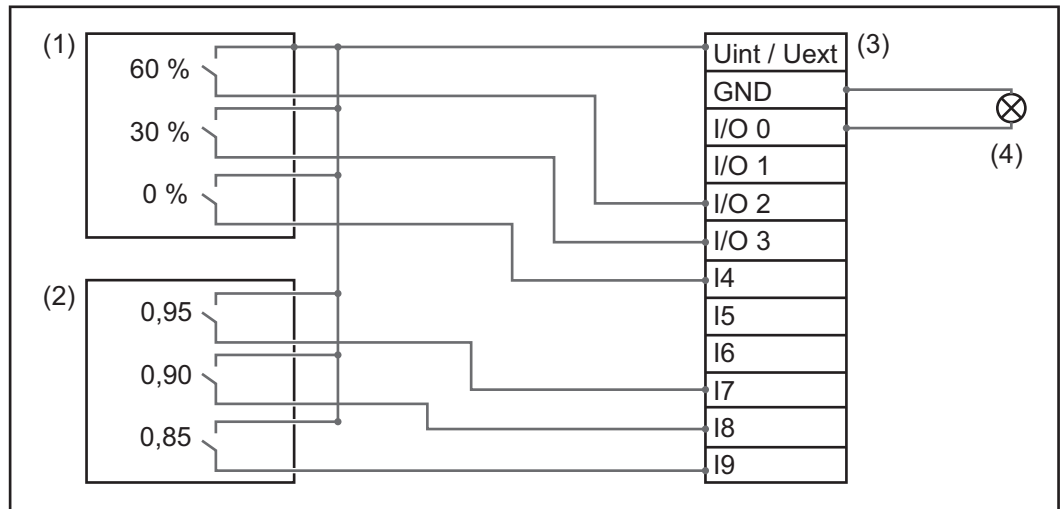 (1)
60 %
30 %
0 %
(2)
0,95
0,90
0,85
Uint / Uext
GND
I/O 0
I/O 1
I/O 2
I/O 3
I4
I5
I6
I7
I8
I9
(3)
(4)